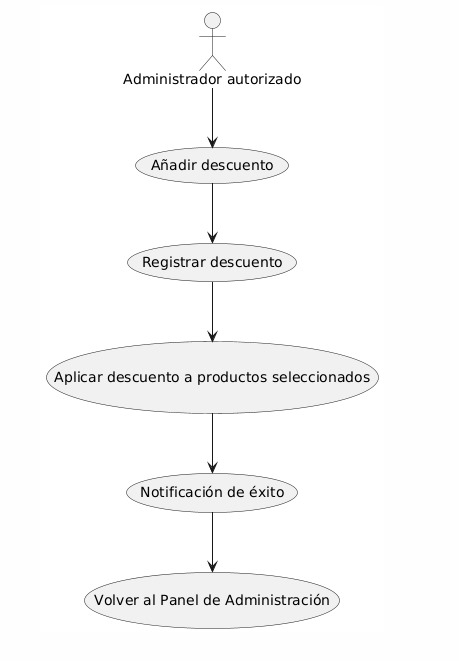 Administrador autorizado
Añadir descuento
Registrar descuento
Aplicar descuento a productos seleccionados
Notificación de éxito
Volver al Panel de Administración